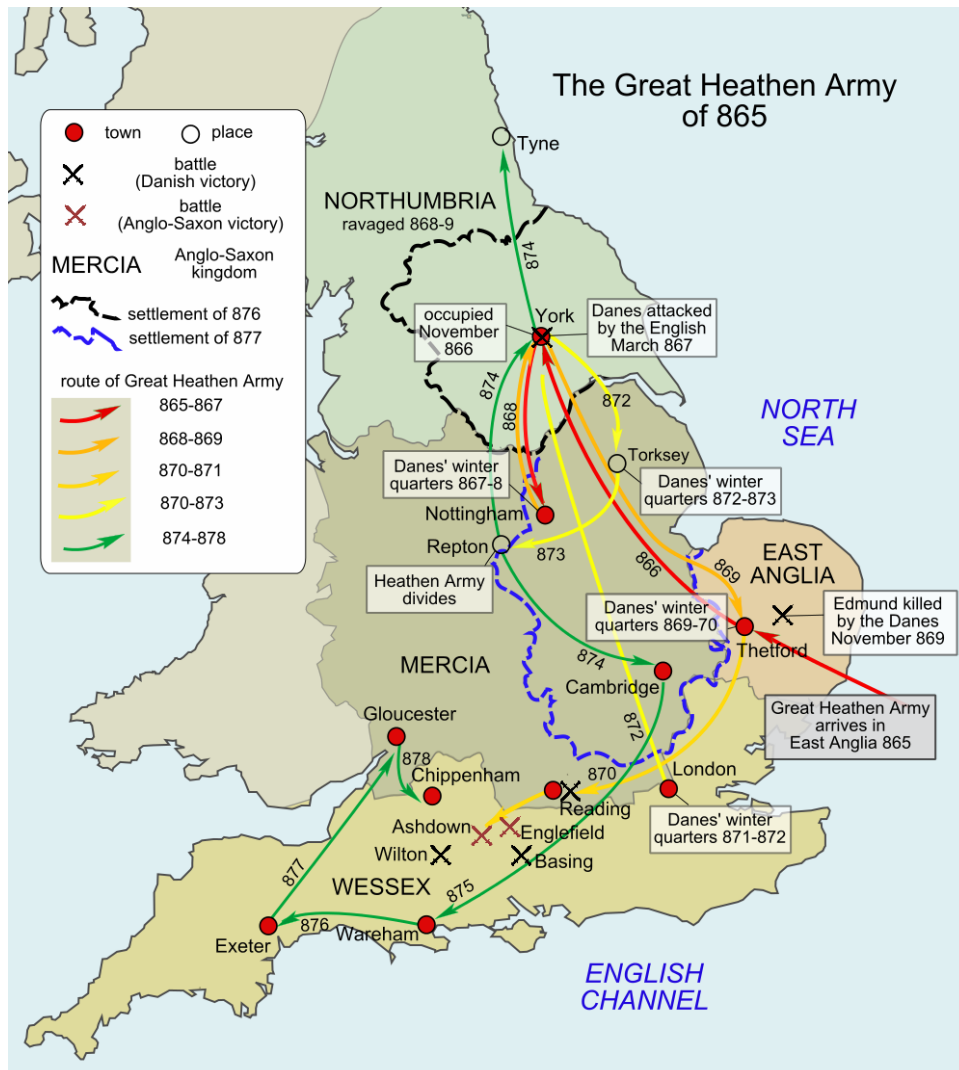 The Great Heathen Army
of 865
town
place
battle
(Danish victory)
battle
(Anglo-Saxon victory)
MERCIA
Anglo-Saxon
kingdom
settlement of 876
settlement of 877
route of Great Heathen Army
865-867
868-869
870-871
870-873
874-878
Tyne
NORTHUMBRIA
ravaged 868-9
874
occupied
November
866
York
Danes attacked
by the English
March 867
874
868
872
NORTH
SEA
Danes' winter
quarters 867-8
Torksey
Danes' winter
quarters 872-873
Nottingham
Repton
873
866
869
EAST
ANGLIA
Heathen Army
divides
Danes' winter
quarters 869-70
Edmund killed
by the Danes
November 869
Thetford
MERCIA
874
Cambridge
Great Heathen Army
arrives in
East Anglia 865
Gloucester
872
878
Chippenham
870
London
Reading
Danes' winter
quarters 871-872
Ashdown
Englefield
Wilton
Basing
WESSEX
877
875
876
Exeter
Wareham
ENGLISH
CHANNEL